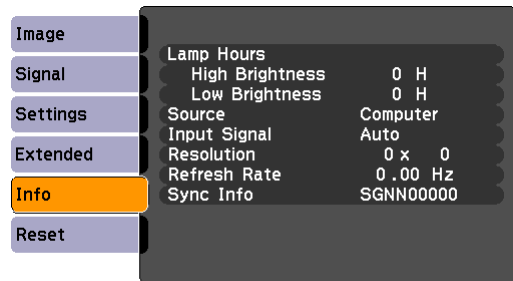 Image
Signal
Settings
Extended
Info
Reset
Lamp Hours
High Brightness 0 H
Low Brightness 0 H
Source Computer
Input Signal Auto
Resolution 0 x 0
Refresh Rate 0.00 Hz
Sync Info SGNN00000